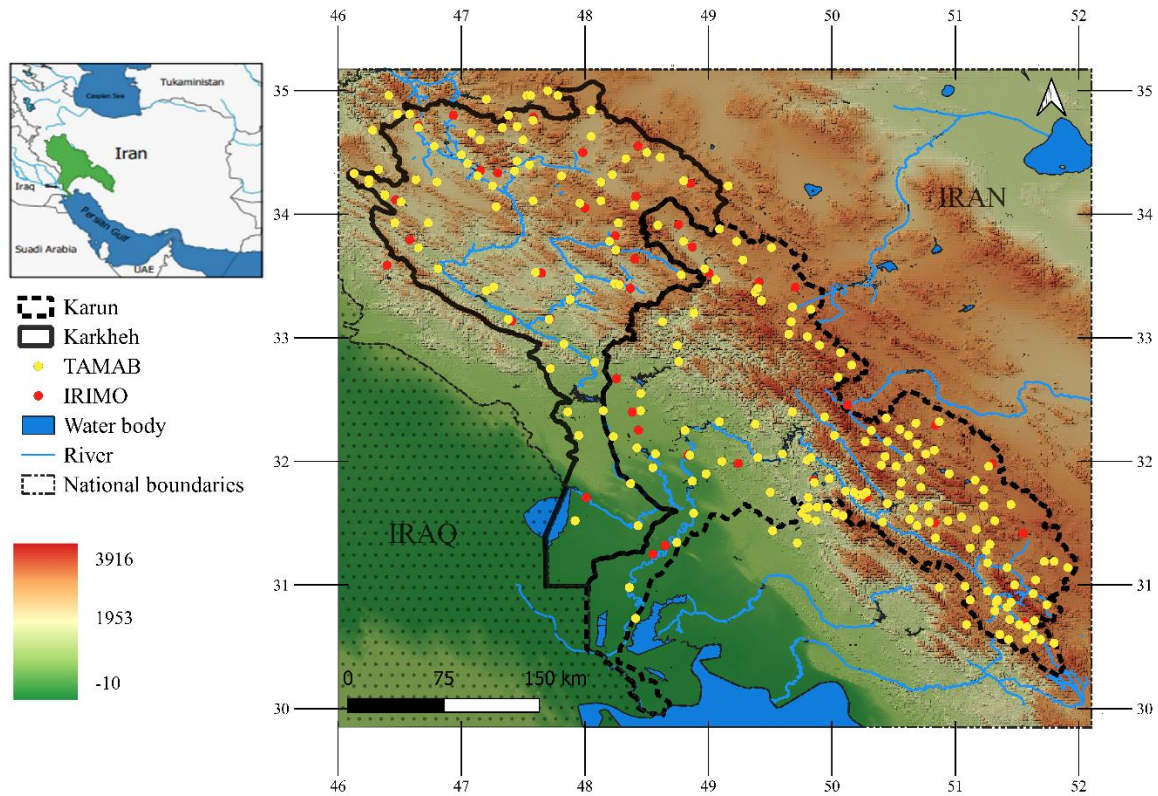 46 47 48 49 50 51 52
Tukaministan
Caspian Sea
Iran
Iraq
Persian Gulf
Suadi Arabia
UAE
Karun
Karkheh
TAMAB
IRIMO
Water body
River
National boundaries
3916
1953
-10
35 35
34 34
33 33
32 32
31 31
30 30
IRAN
IRAQ
0 75 150 km
46 47 48 49 50 51 52